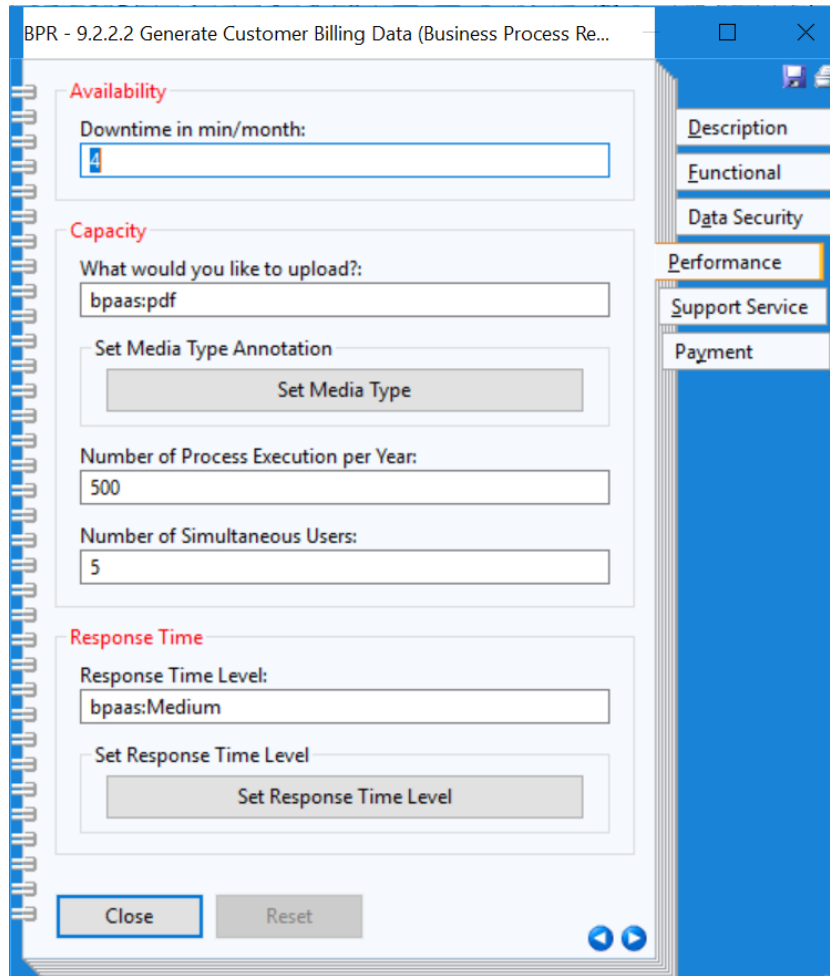 BPR - 9.2.2.2 Generate Customer Billing Data (Business Process Re...
Availability
Downtime in min/month:
4
Capacity
What would you like to upload?:
bpaas:pdf
Set Media Type Annotation
Set Media Type
Number of Process Execution per Year:
500
Number of Simultaneous Users:
5
Response Time
Response Time Level:
bpaas:Medium
Set Response Time Level
Set Response Time Level
Close
Reset
Description
Functional
Data Security
Performance
Support Service
Payment